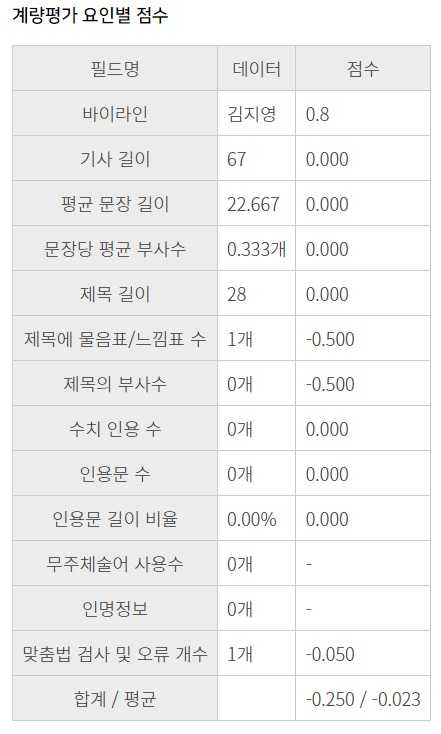 계량평가 요인별 점수
필드명 데이터 점수
바이라인 김지영 0.8
기사 길이 67 0.000
평균 문장 길이 22.667 0.000
문장당 평균 부사수 0.333개 0.000
제목 길이 28 0.000
제목에 물음표/느낌표 수 1개 -0.500
제목의 부사수 0개 -0.500
수치 인용 수 0개 0.000
인용문 수 0개 0.000
인용문 길이 비율 0.00% 0.000
무주체술어 사용수 0개 -
인명정보 0개 -
맞춤법 검사 및 오류 개수 1개 -0.050
합계 / 평균 -0.250 / -0.023